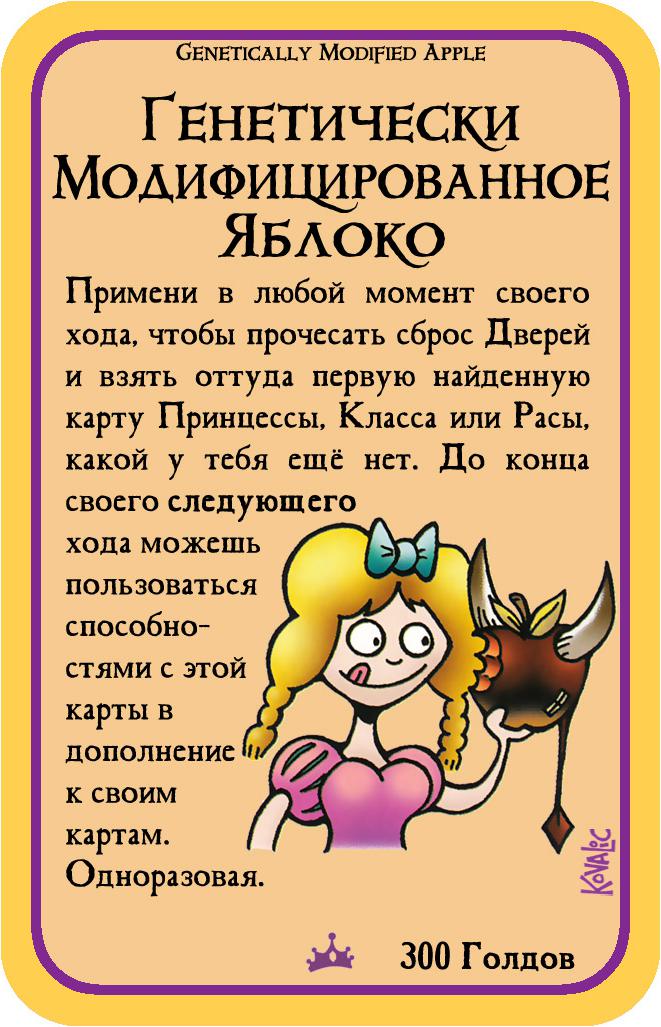 Genetically Modified Apple
Генетически
Модифицированное
Яблоко
Примени в любой момент своего
хода, чтобы прочесать сброс Дверей
и взять оттуда первую найденную
карту Принцессы, Класса или Расы,
какой у тебя ещё нет. До конца
своего следующего
хода можешь
пользоваться
способно-
стями с этой
карты в
дополнение
к своим
картам.
Одноразовая.
Kovalic
300 Голдов